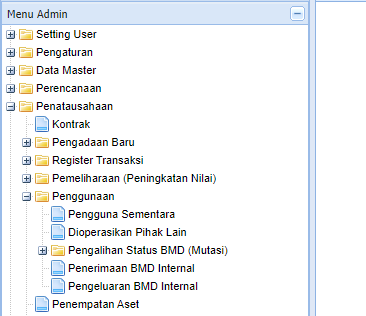 Menu Admin
Setting User
Pengaturan
Data Master
Perencanaan
Penatausahaan
Kontrak
Pengadaan Baru
Register Transaksi
Pemeliharaan (Peningkatan Nilai)
Penggunaan
Pengguna Sementara
Dioperasikan Pihak Lain
Pengalihan Status BMD (Mutasi)
Penerimaan BMD Internal
Pengeluaran BMD Internal
Penempatan Aset